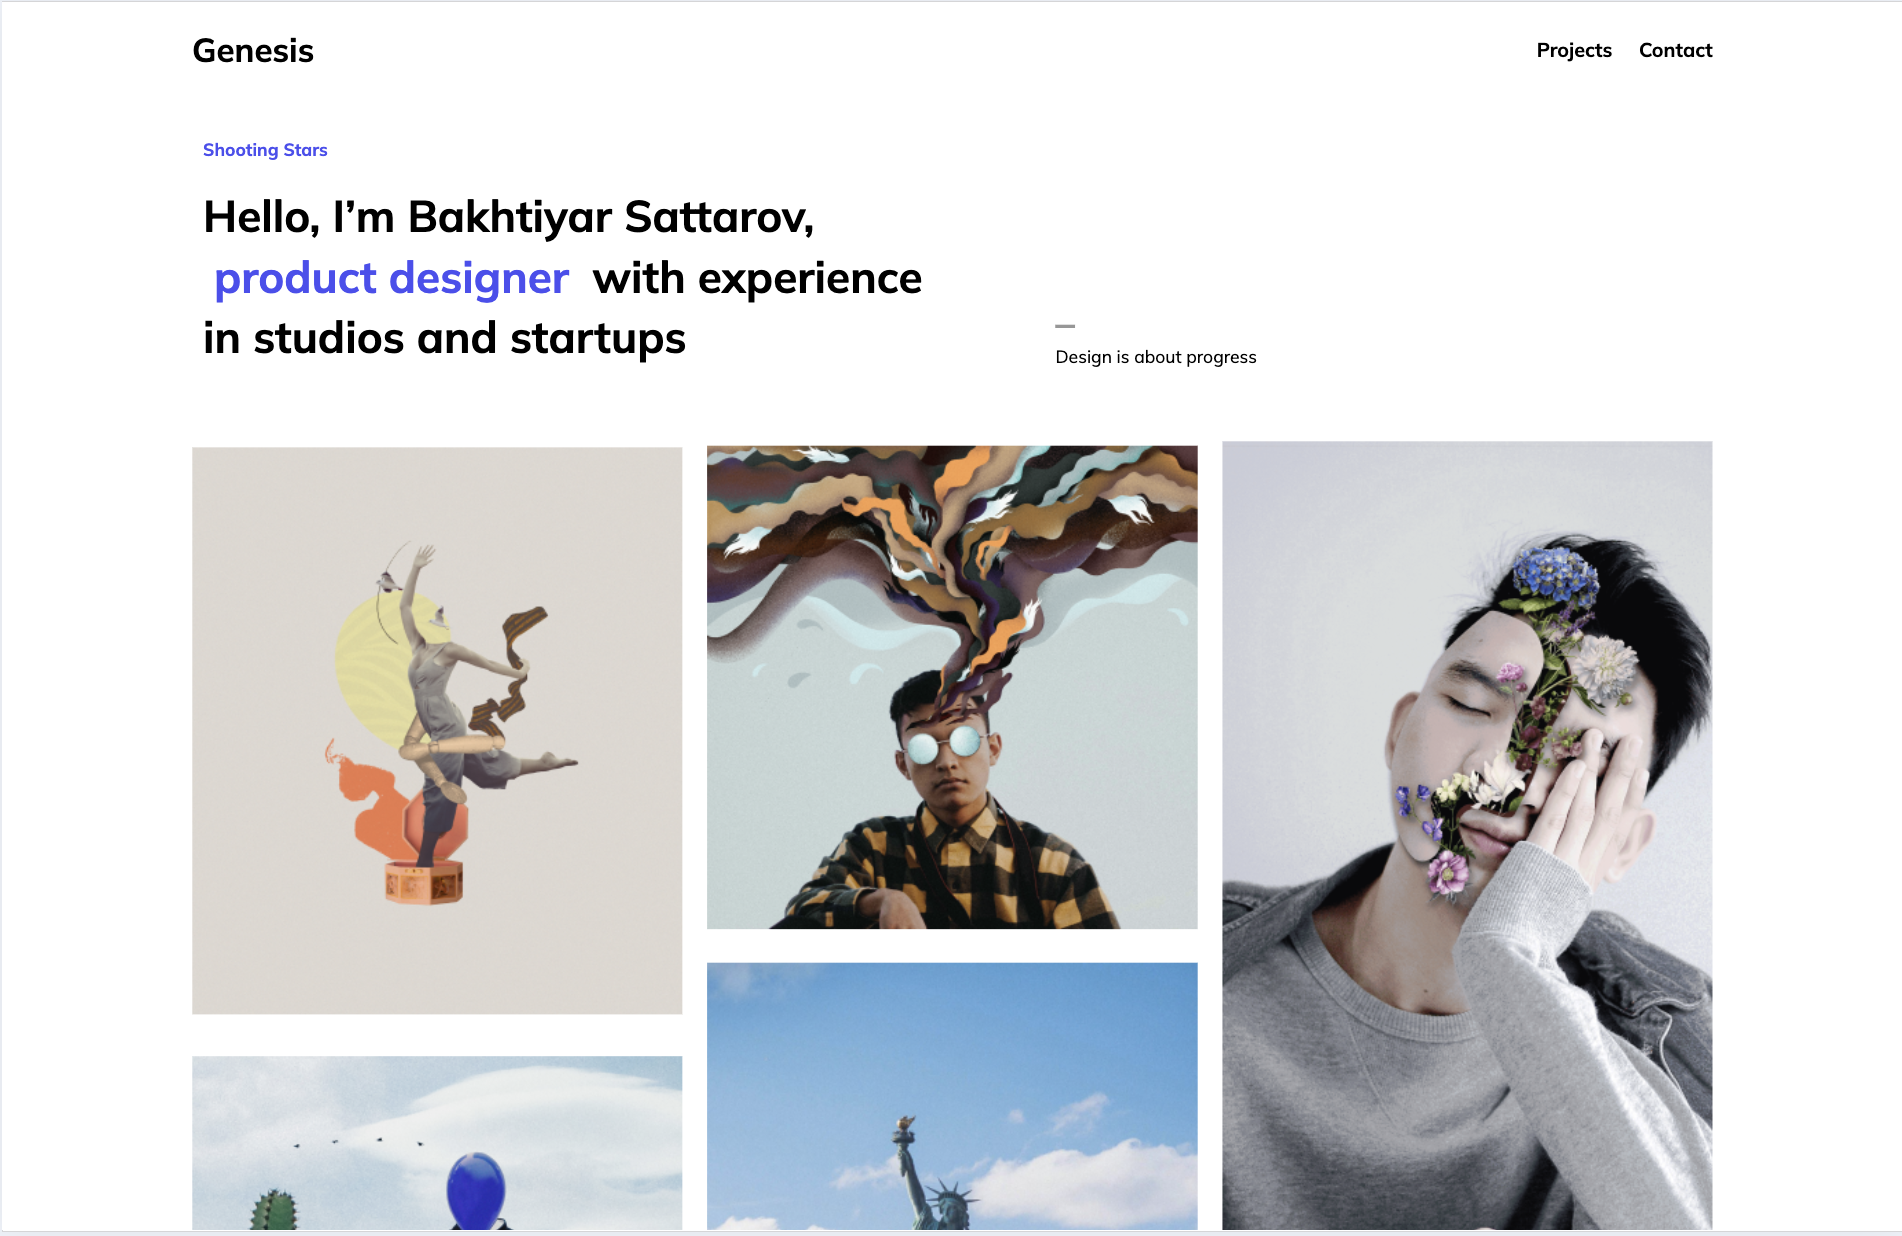 Genesis
Projects
Contact
Shooting Stars
Hello, I’m Bakhtiyar Sattarov,
product designer with experience
in studios and startups
Design is about progress